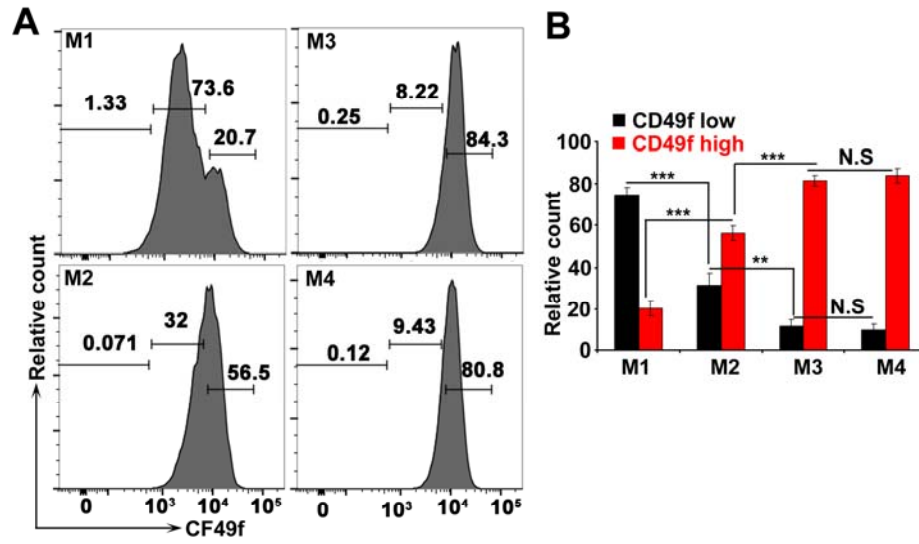 A
M1
1.33
73.6
20.7
M3
0.25
8.22
84.3
M2
0.071
32
56.5
M4
0.12
9.43
80.8
Relative count
0 10³ 10⁴ 10⁵
0 10³ 10⁴ 10⁵
CF49f
B
CD49f low
CD49f high
Relative count
100
80
60
40
20
0
***
***
***
**
N.S
N.S
M1 M2 M3 M4